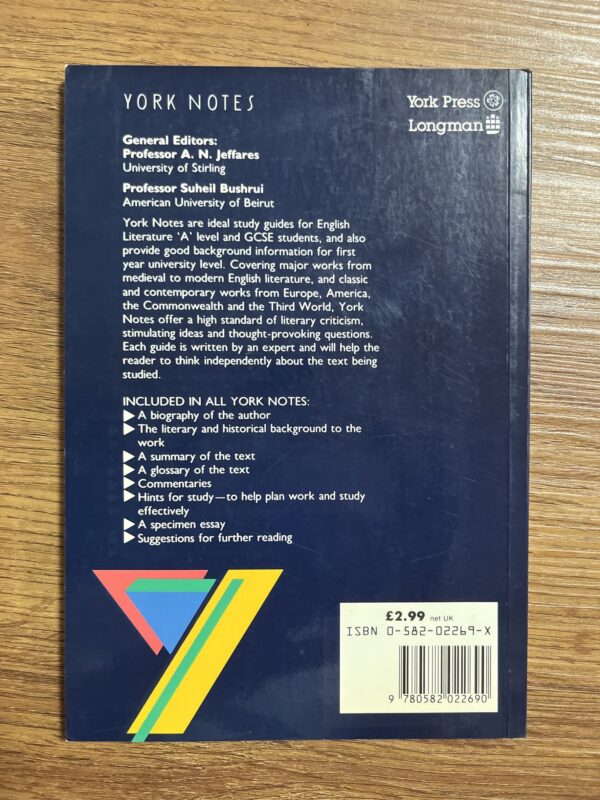 YORK NOTES
York Press
Longman
General Editors:
Professor A. N. Jeffares
University of Stirling
Professor Suheil Bushrui
American University of Beirut
York Notes are ideal study guides for English
Literature 'A' level and GCSE students, and also
provide good background information for first
year university level. Covering major works from
medieval to modern English literature, and classic
and contemporary works from Europe, America,
the Commonwealth and the Third World, York
Notes offer a high standard of literary criticism,
stimulating ideas and thought-provoking questions.
Each guide is written by an expert and will help the
reader to think independently about the text being
studied.
INCLUDED IN ALL YORK NOTES:
A biography of the author
The literary and historical background to the
work
A summary of the text
A glossary of the text
Commentaries
Hints for study—to help plan work and study
effectively
A specimen essay
Suggestions for further reading
£2.99 net UK
ISBN 0-582-02269-X
9 780582 022690